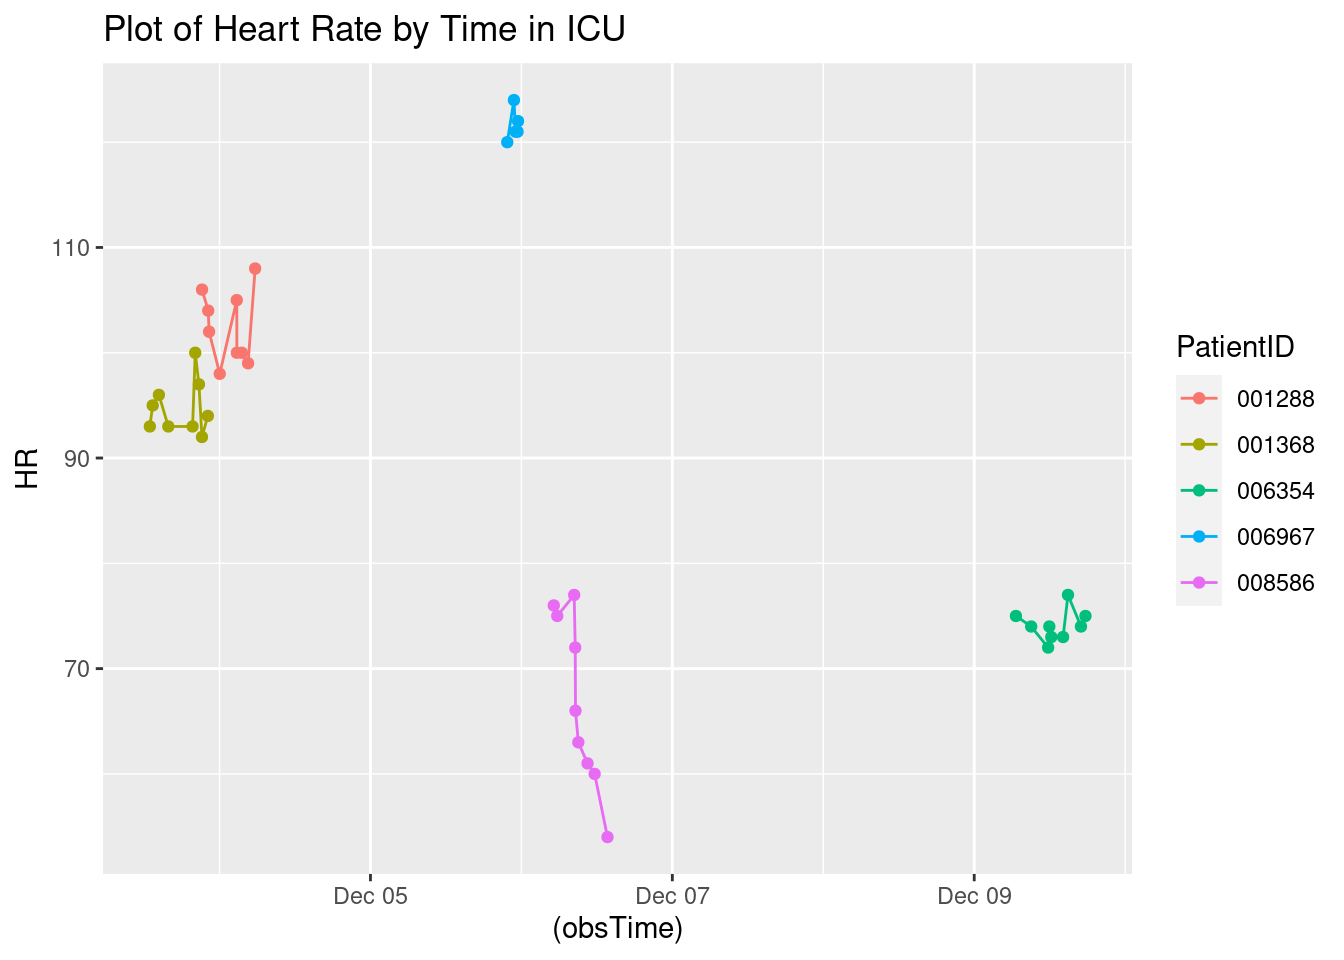 Plot of Heart Rate by Time in ICU
110
90
70
HR
Dec 05
Dec 07
Dec 09
(obsTime)
PatientID
001288
001368
006354
006967
008586